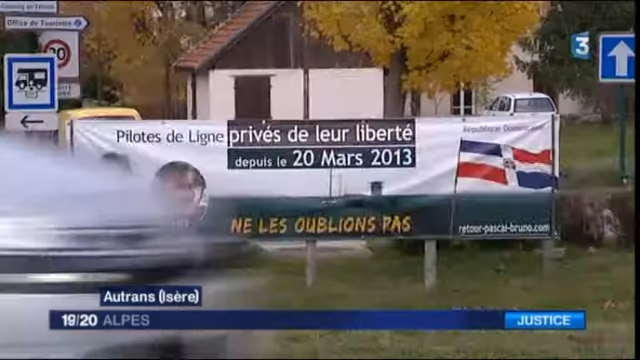 Office de Tourisme
3
20
Pilotes de Ligne privés de leur liberté
République Dominicaine
depuis le 20 Mars 2013
NE LES OUBLIONS PAS
retour-pascal-bruno.com
Autrans (Isère)
19/20 ALPES
JUSTICE